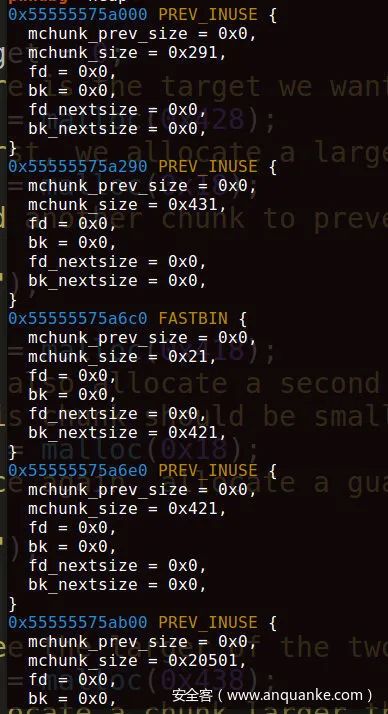 0x55555575a000 PREV_INUSE {
mchunk_prev_size = 0x0,
mchunk_size = 0x291,
fd = 0x0,
bk = 0x0,
fd_nextsize = 0x0,
bk_nextsize = 0x0,
}
0x55555575a290 PREV_INUSE {
mchunk_prev_size = 0x0,
mchunk_size = 0x431,
fd = 0x0,
bk = 0x0,
fd_nextsize = 0x0,
bk_nextsize = 0x0,
}
0x55555575a6c0 FASTBIN {
mchunk_prev_size = 0x0,
mchunk_size = 0x21,
fd = 0x0,
bk = 0x0,
fd_nextsize = 0x0,
bk_nextsize = 0x421,
}
0x55555575a6e0 PREV_INUSE {
mchunk_prev_size = 0x0,
mchunk_size = 0x421,
fd = 0x0,
bk = 0x0,
fd_nextsize = 0x0,
bk_nextsize = 0x0,
}
0x55555575ab00 PREV_INUSE {
mchunk_prev_size = 0x0,
mchunk_size = 0x20501,
fd = 0x0,
bk = 0x0,
安全客（www.anquanke.com）